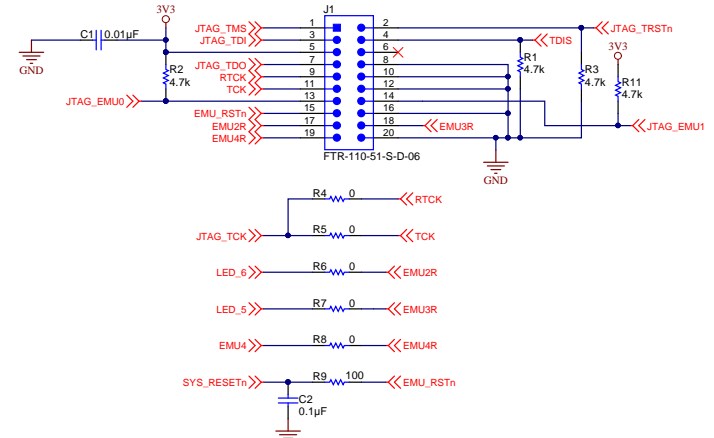 J1
3V3
C1 0.01µF
GND
R2
4.7k
JTAG_TMS 1 2 JTAG_TRSTn
JTAG_TDI 3 4 TDIS
5 6
3V3
JTAG_TDO 7 8
R1
4.7k
RTCK 9 10
R3
4.7k
TCK 11 12
R11
4.7k
JTAG_EMU0 13 14
EMU_RSTn 15 16
EMU2R 17 18 EMU3R
JTAG_EMU1
EMU4R 19 20
FTR-110-51-S-D-06
GND
R4 0 RTCK
JTAG_TCK R5 0 TCK
LED_6 R6 0 EMU2R
LED_5 R7 0 EMU3R
EMU4 R8 0 EMU4R
SYS_RESETn R9 100 EMU_RSTn
C2
0.1µF